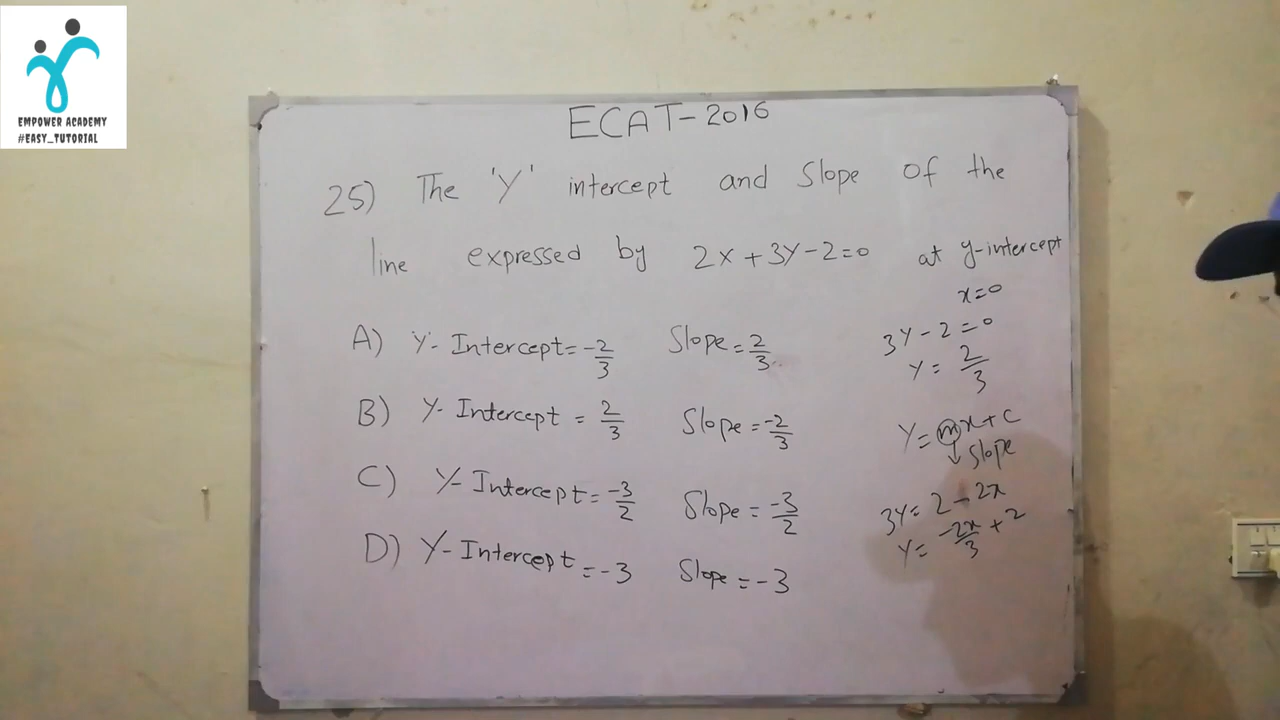 EMPOWER ACADEMY
#EASY_TUTORIAL
ECAT-2016
25) The 'Y' intercept and Slope of the
line expressed by 2x+3Y-2=0
A) Y-Intercept=-2/3 Slope=2/3
B) Y-Intercept = 2/3 Slope=-2/3
C) Y-Intercept=-3/2 Slope=-3/2
D) Y-Intercept=-3 Slope=-3
at y-intercept
x=0
3Y-2=0
Y=2/3
Y=mx+c
↓ slope
3Y=2-2x
Y=-2x/3+2